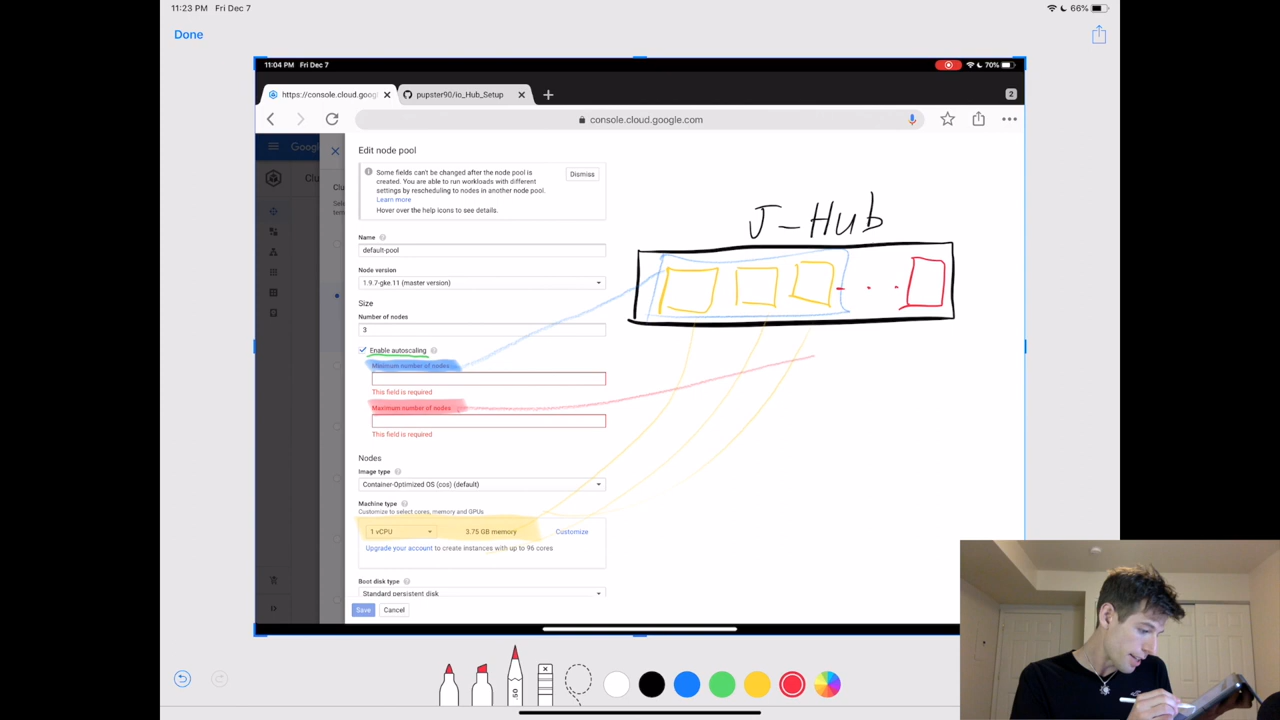 11:23 PM Fri Dec 7
66%
Done
11:04 PM Fri Dec 7
70%
https://console.cloud.goog
pupster90/io_Hub_Setup
2
console.cloud.google.com
Goog
Edit node pool
Some fields can't be changed after the node pool is
created. You are able to run workloads with different
settings by rescheduling to nodes in another node pool.
Learn more
Hover over the help icons to see details.
Dismiss
Name
default-pool
Node version
1.9.7-gke.11 (master version)
Size
Number of nodes
3
Enable autoscaling
Minimum number of nodes
This field is required
Maximum number of nodes
This field is required
Nodes
Image type
Container-Optimized OS (cos) (default)
Machine type
Customize to select cores, memory and GPUs
1 vCPU
3.75 GB memory
Customize
Upgrade your account to create instances with up to 96 cores
Boot disk type
Standard persistent disk
Save
Cancel
J-Hub
.50